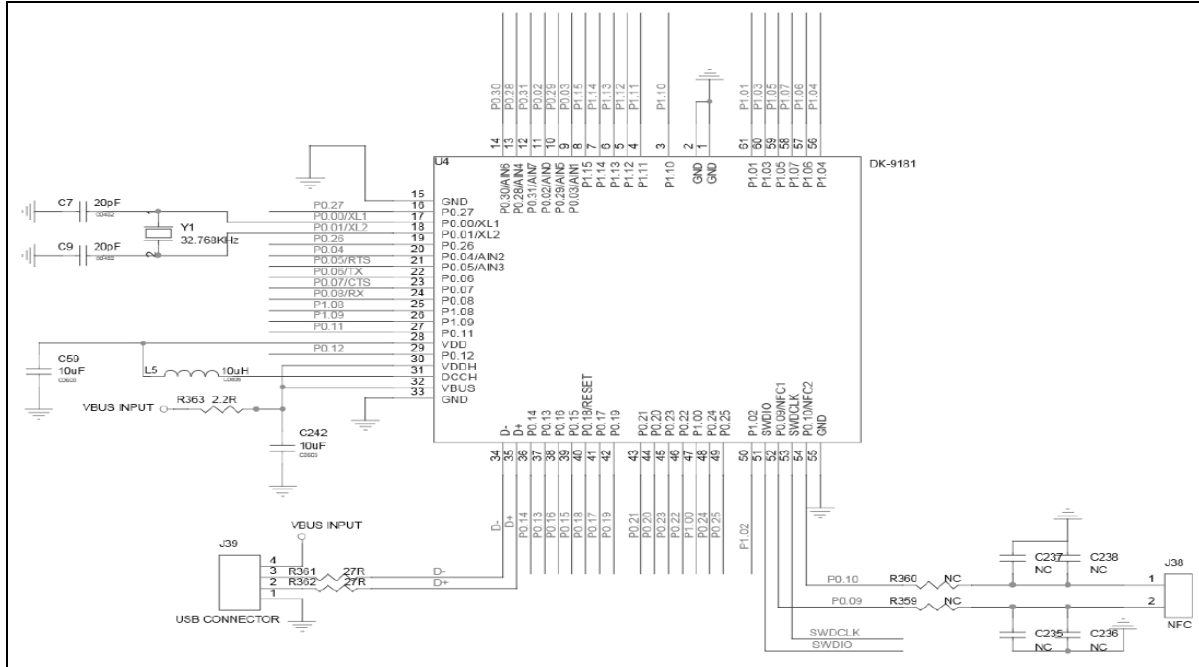 P0.30
P0.28
P0.31
P0.02
P0.29
P0.03
P1.15
P1.14
P1.13
P1.12
P1.11
P1.10
P1.01
P1.03
P1.05
P1.07
P1.06
P1.04
14
13
12
11
10
9
8
7
6
5
4
3
2
1
61
60
59
58
57
56
U4
DK-9181
P0.30/AIN6
P0.28/AIN4
P0.31/AIN7
P0.02/AIN0
P0.29/AIN5
P0.03/AIN1
P1.15
P1.14
P1.13
P1.12
P1.11
P1.10
GND
GND
P1.01
P1.03
P1.05
P1.07
P1.06
P1.04
15 GND
P0.27 16 P0.27
P0.00/XL1 17 P0.00/XL1
P0.01/XL2 18 P0.01/XL2
P0.26 19 P0.26
P0.04 20 P0.04/AIN2
P0.05/RTS 21 P0.05/AIN3
P0.06/TX 22 P0.06
P0.07/CTS 23 P0.07
P0.08/RX 24 P0.08
P1.08 25 P1.08
P1.09 26 P1.09
P0.11 27 P0.11
28 VDD
P0.12 29 P0.12
30 VDDH
31 DCCH
32 VBUS
33 GND
C7 20pF
C0402
Y1
32.768KHz
2
C9 20pF
C0402
C59
10uF
C0603
L5 10uH
VBUS INPUT R363 2.2R
C242
10uF
C0603
D-
D+
P0.14
P0.13
P0.16
P0.15
P0.18/RESET
P0.17
P0.19
P0.21
P0.20
P0.23
P0.22
P1.00
P0.24
P0.25
P1.02
SWDIO
P0.09/NFC1
SWDCLK
P0.10/NFC2
GND
34
35
36
37
38
39
40
41
42
43
44
45
46
47
48
49
50
51
52
53
54
55
D-
D+
P0.14
P0.13
P0.16
P0.15
P0.18
P0.17
P0.19
P0.21
P0.20
P0.23
P0.22
P1.00
P0.24
P0.25
P1.02
VBUS INPUT
J39
4
3 R361 27R D-
2 R362 27R D+
1
USB CONNECTOR
C237
NC
C238
NC
J38
P0.10 R360 NC 1
P0.09 R359 NC 2
NFC
C235
NC
C236
NC
SWDCLK
SWDIO